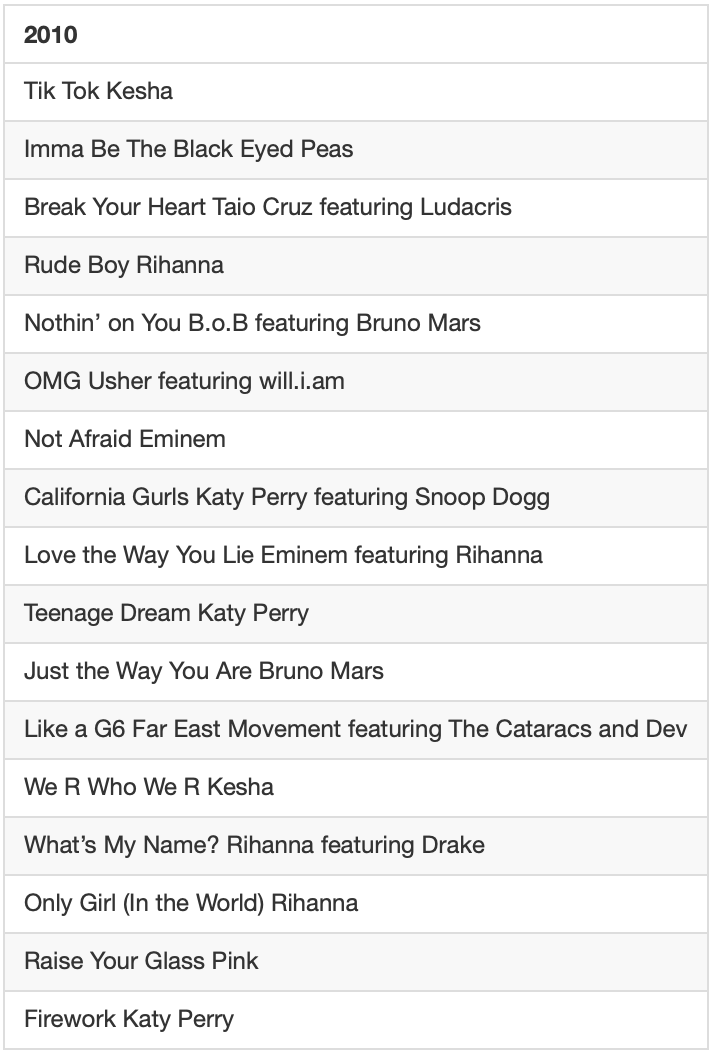 2010
Tik Tok Kesha
Imma Be The Black Eyed Peas
Break Your Heart Taio Cruz featuring Ludacris
Rude Boy Rihanna
Nothin’ on You B.o.B featuring Bruno Mars
OMG Usher featuring will.i.am
Not Afraid Eminem
California Gurls Katy Perry featuring Snoop Dogg
Love the Way You Lie Eminem featuring Rihanna
Teenage Dream Katy Perry
Just the Way You Are Bruno Mars
Like a G6 Far East Movement featuring The Cataracs and Dev
We R Who We R Kesha
What’s My Name? Rihanna featuring Drake
Only Girl (In the World) Rihanna
Raise Your Glass Pink
Firework Katy Perry